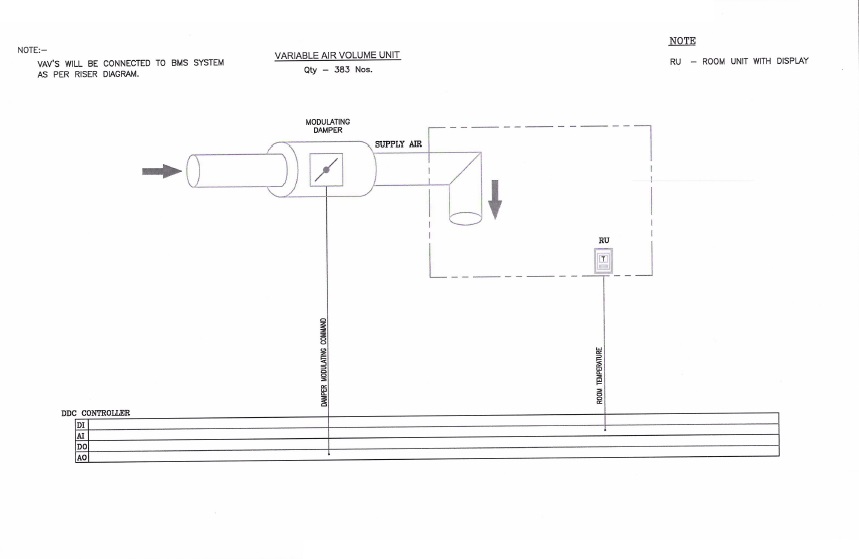 NOTE:-
VAV'S WILL BE CONNECTED TO BMS SYSTEM
AS PER RISER DIAGRAM.
VARIABLE AIR VOLUME UNIT
Qty - 383 Nos.
NOTE
RU - ROOM UNIT WITH DISPLAY
MODULATING
DAMPER
SUPPLY AIR
RU
T
DAMPER MODULATING COMMAND
ROOM TEMPERATURE
DDC CONTROLLER
DI
AI
DO
AO